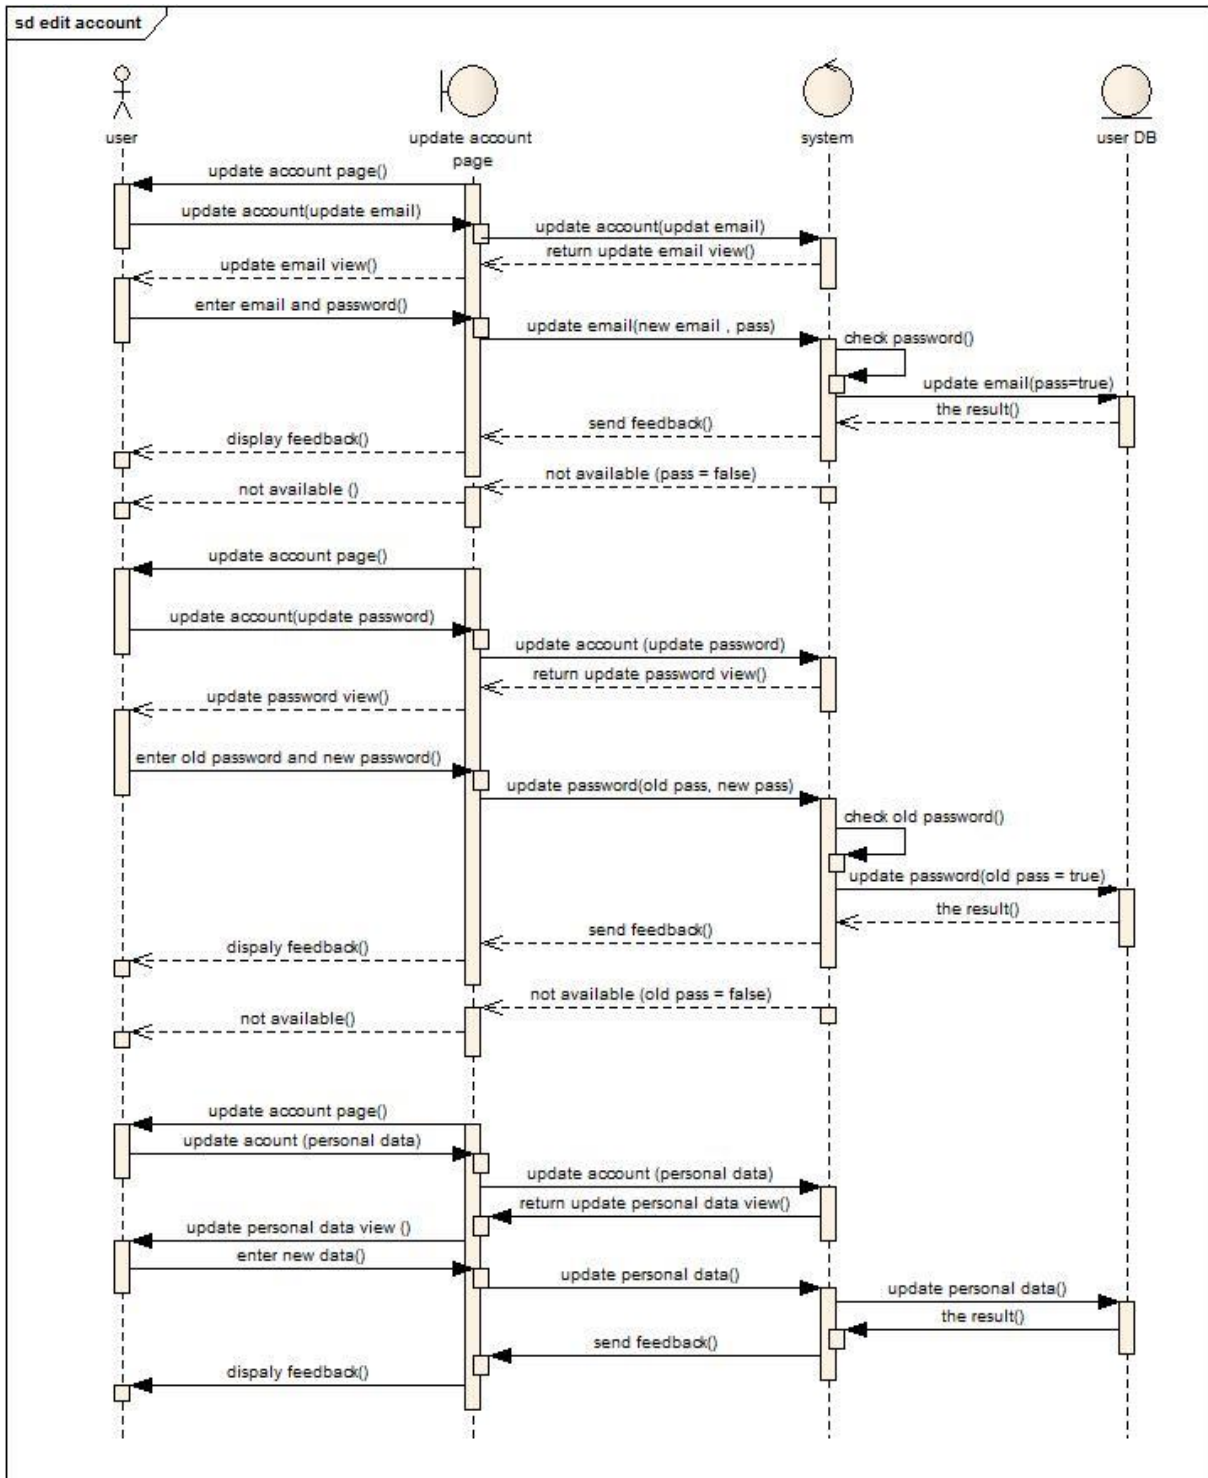 sd edit account
user
update account
page
system
user DB
update account page()
update account(update email)
update account(updat email)
return update email view()
update email view()
enter email and password()
update email(new email , pass)
check password()
update email(pass=true)
the result()
send feedback()
display feedback()
not available (pass = false)
not available ()
update account page()
update account(update password)
update account (update password)
return update password view()
update password view()
enter old password and new password()
update password(old pass, new pass)
check old password()
update password(old pass = true)
the result()
send feedback()
dispaly feedback()
not available (old pass = false)
not available()
update account page()
update acount (personal data)
update account (personal data)
return update personal data view()
update personal data view ()
enter new data()
update personal data()
update personal data()
the result()
send feedback()
dispaly feedback()